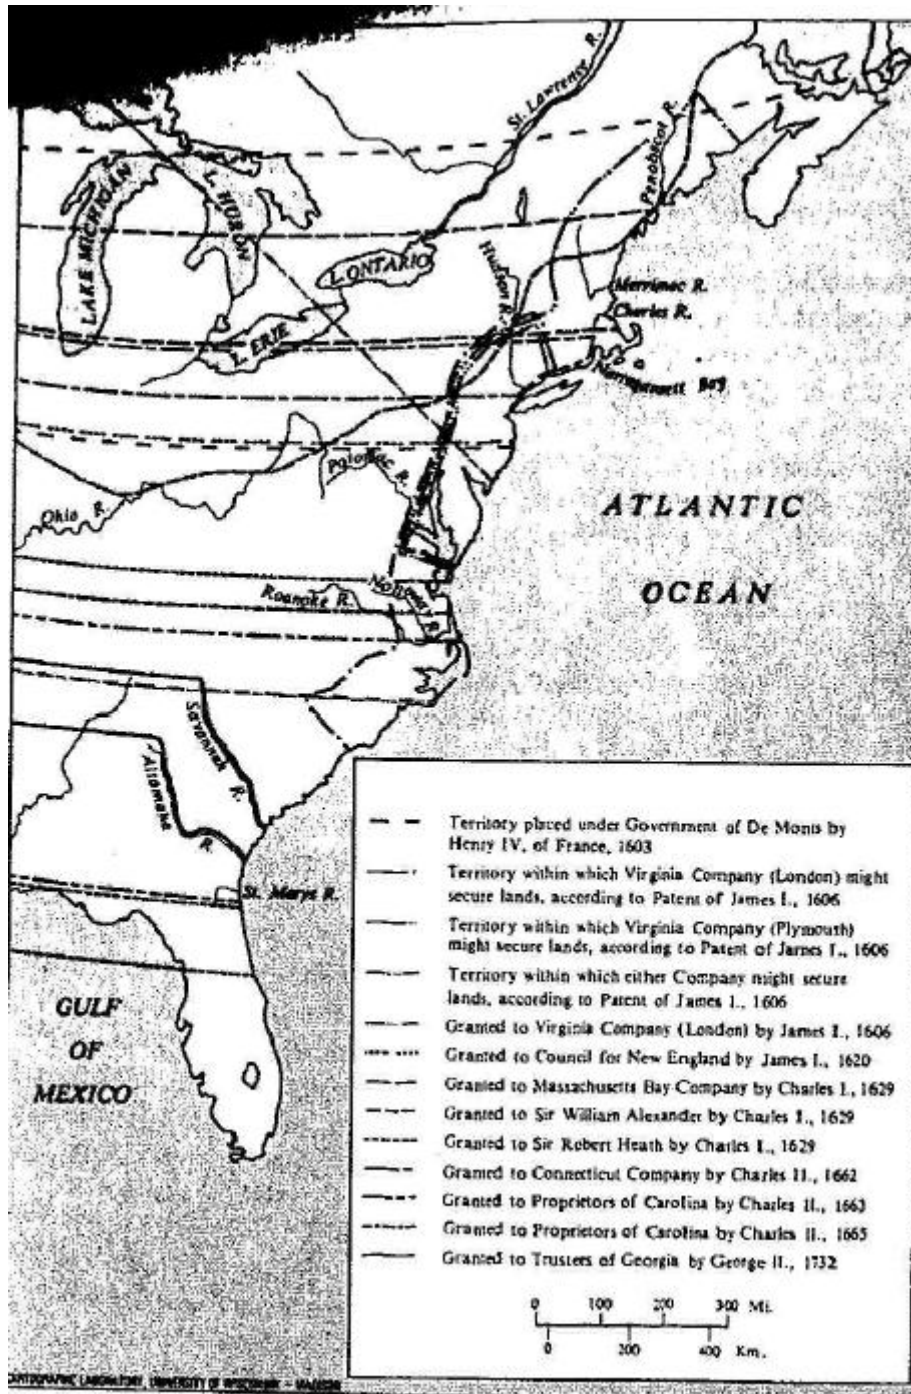 St. Lawrence R.
Penobscot R.
LAKE MICHIGAN
L. HURON
L. ONTARIO
Hudson R.
Merrimac R.
Charles R.
L. ERIE
Narragansett Bay
Potomac R.
Ohio R.
ATLANTIC
OCEAN
Roanoke R.
Nottoway R.
Savannah R.
Altamaha R.
St. Marys R.
GULF
OF
MEXICO
Territory placed under Government of De Monts by
Henry IV. of France, 1603
Territory within which Virginia Company (London) might
secure lands, according to Patent of James I., 1606
Territory within which Virginia Company (Plymouth)
might secure lands, according to Patent of James I., 1606
Territory within which either Company might secure
lands, according to Patent of James I., 1606
Granted to Virginia Company (London) by James I., 1606
Granted to Council for New England by James I., 1620
Granted to Massachusetts Bay Company by Charles I., 1629
Granted to Sir William Alexander by Charles I., 1629
Granted to Sir Robert Heath by Charles I., 1629
Granted to Connecticut Company by Charles II., 1662
Granted to Proprietors of Carolina by Charles II., 1663
Granted to Proprietors of Carolina by Charles II., 1665
Granted to Trustees of Georgia by George II., 1732
0 100 200 300 Mi.
0 200 400 Km.
CARTOGRAPHIC LABORATORY, UNIVERSITY OF WISCONSIN - MADISON